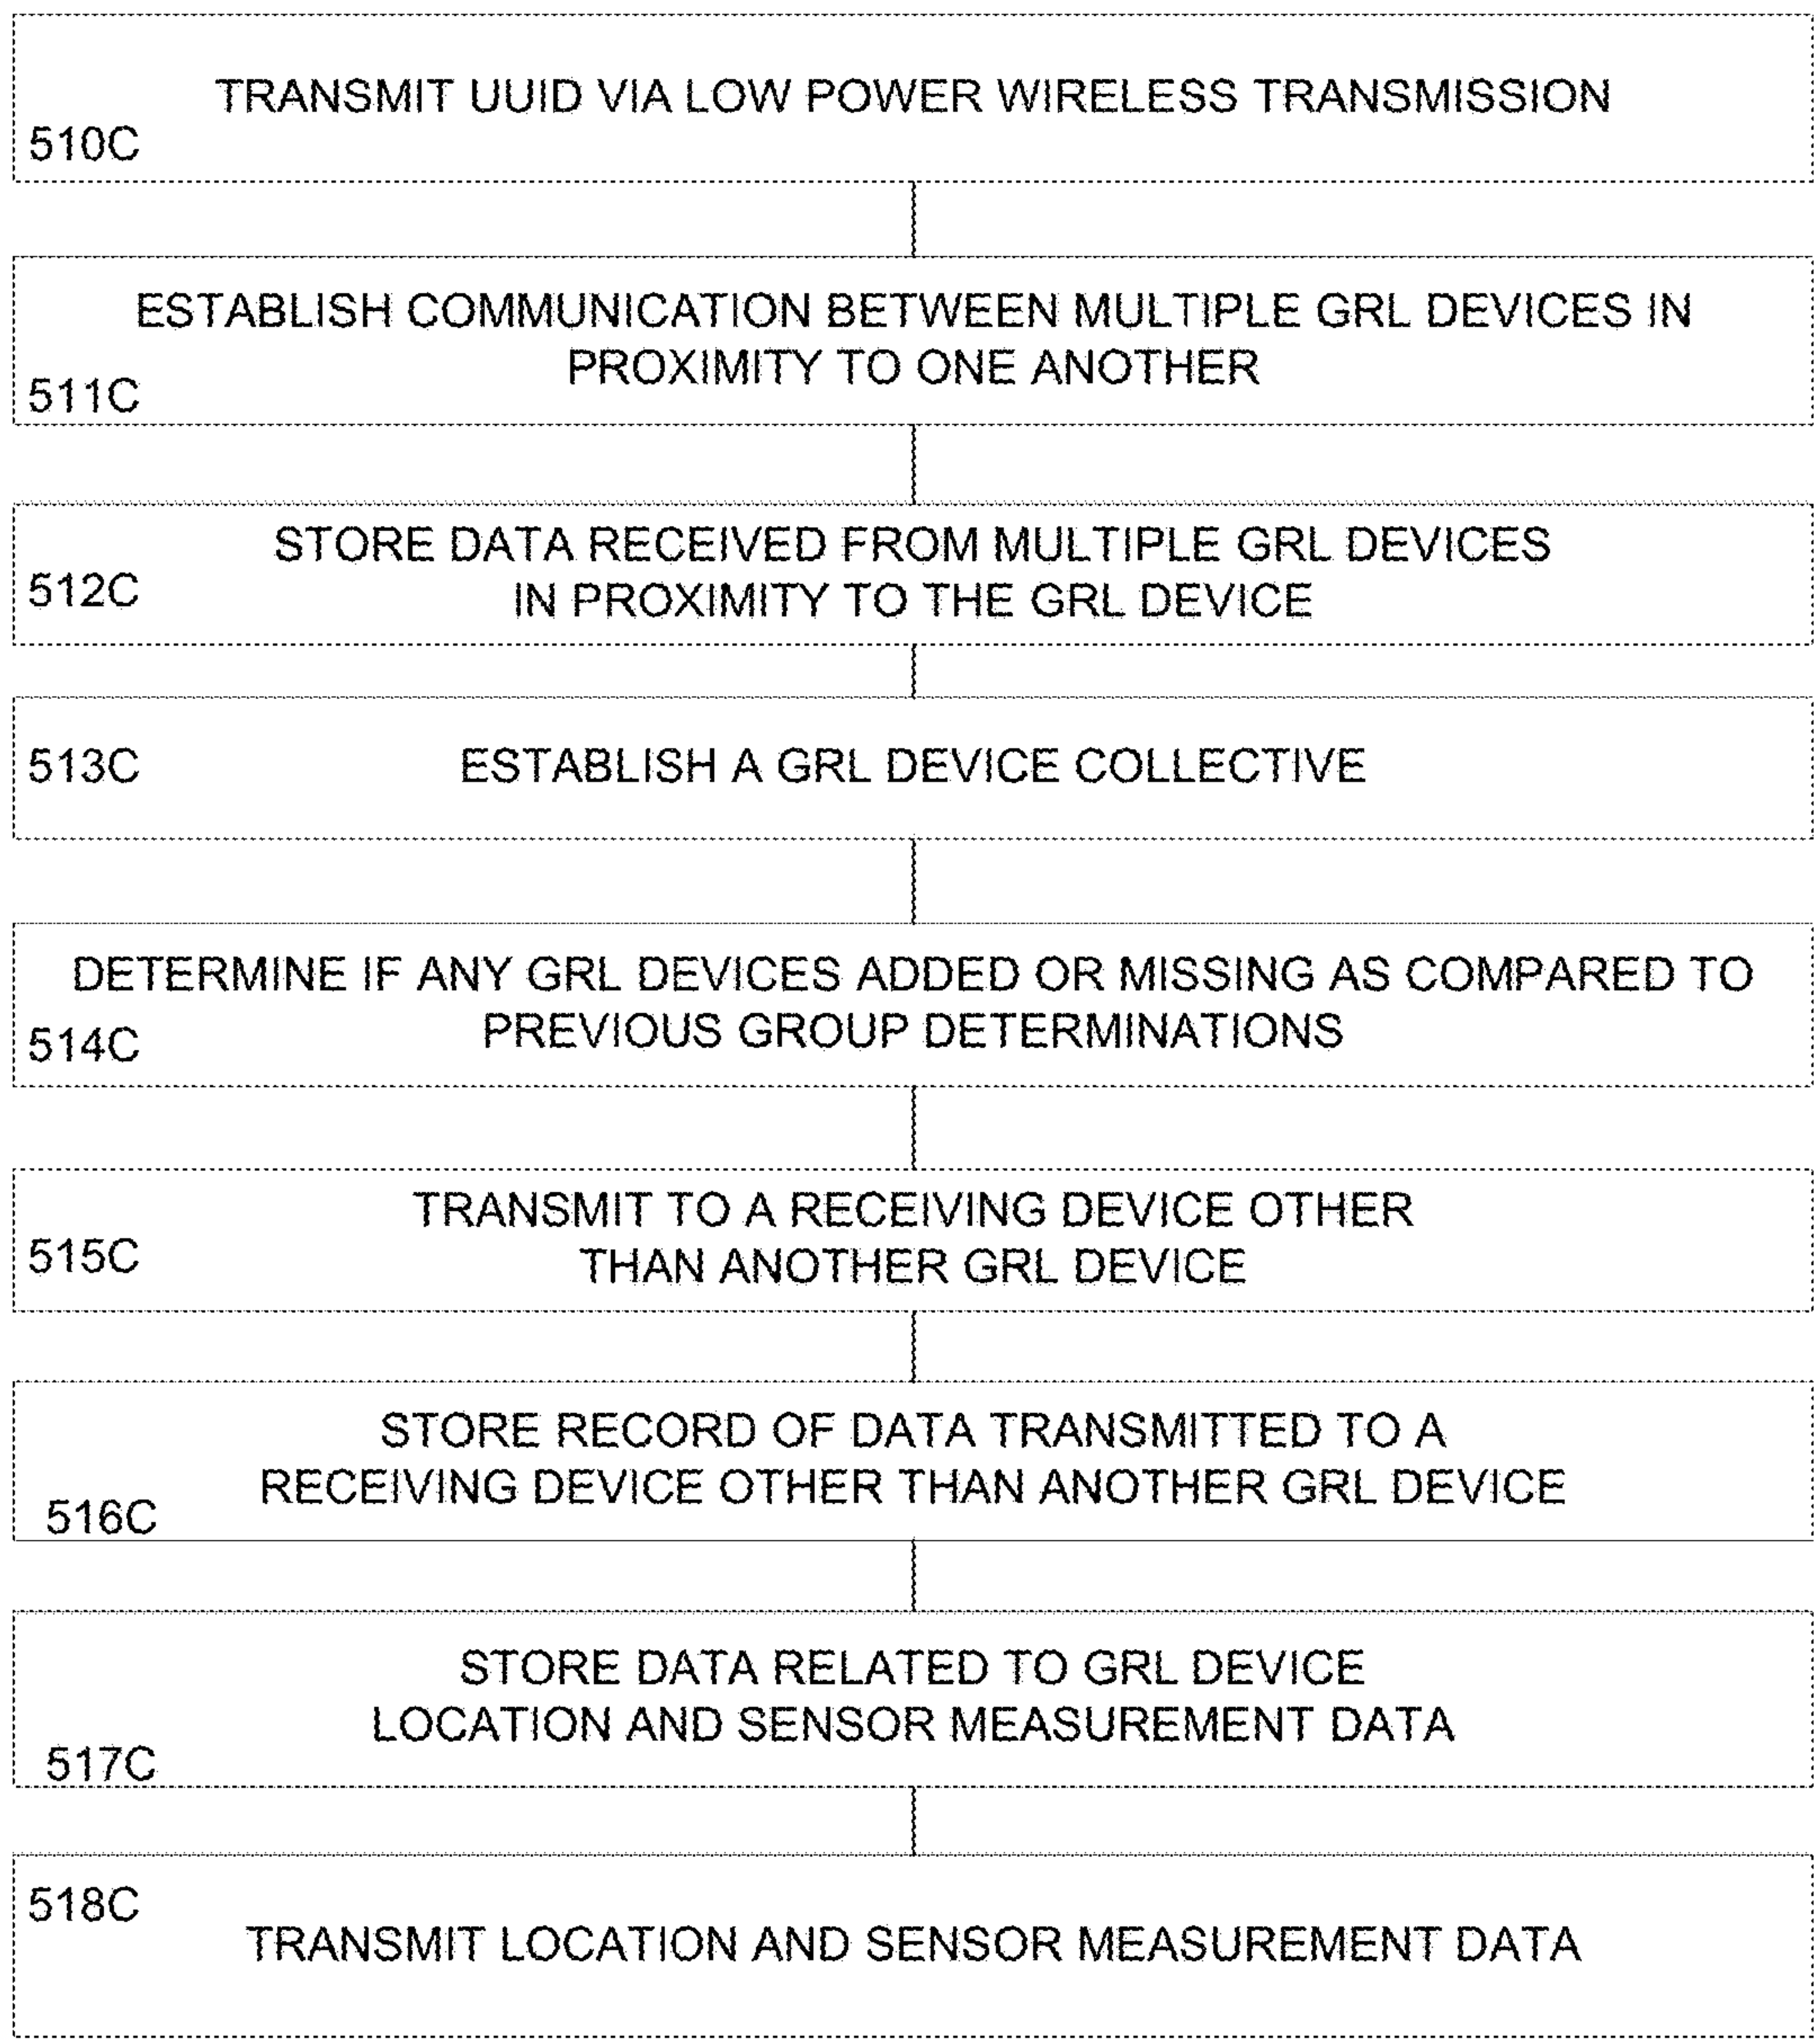 TRANSMIT UUID VIA LOW POWER WIRELESS TRANSMISSION
510C
ESTABLISH COMMUNICATION BETWEEN MULTIPLE GRL DEVICES IN
PROXIMITY TO ONE ANOTHER
511C
STORE DATA RECEIVED FROM MULTIPLE GRL DEVICES
512C
IN PROXIMITY TO THE GRL DEVICE
513C
ESTABLISH A GRL DEVICE COLLECTIVE
DETERMINE IF ANY GRL DEVICES ADDED OR MISSING AS COMPARED TO
PREVIOUS GROUP DETERMINATIONS
514C
TRANSMIT TO A RECEIVING DEVICE OTHER
515C
THAN ANOTHER GRL DEVICE
STORE RECORD OF DATA TRANSMITTED TO A
RECEIVING DEVICE OTHER THAN ANOTHER GRL DEVICE
516C
STORE DATA RELATED TO GRL DEVICE
LOCATION AND SENSOR MEASUREMENT DATA
517C
518C
TRANSMIT LOCATION AND SENSOR MEASUREMENT DATA